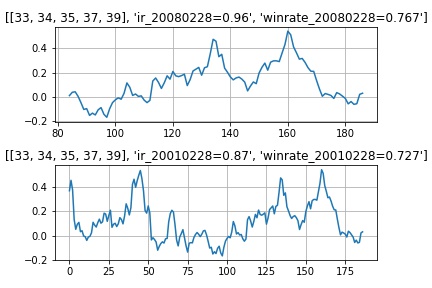 [[33, 34, 35, 37, 39], 'ir_20080228=0.96', 'winrate_20080228=0.767']
0.4
0.2
0.0
−0.2
80 100 120 140 160 180
[[33, 34, 35, 37, 39], 'ir_20010228=0.87', 'winrate_20010228=0.727']
0.4
0.2
0.0
−0.2
0 25 50 75 100 125 150 175